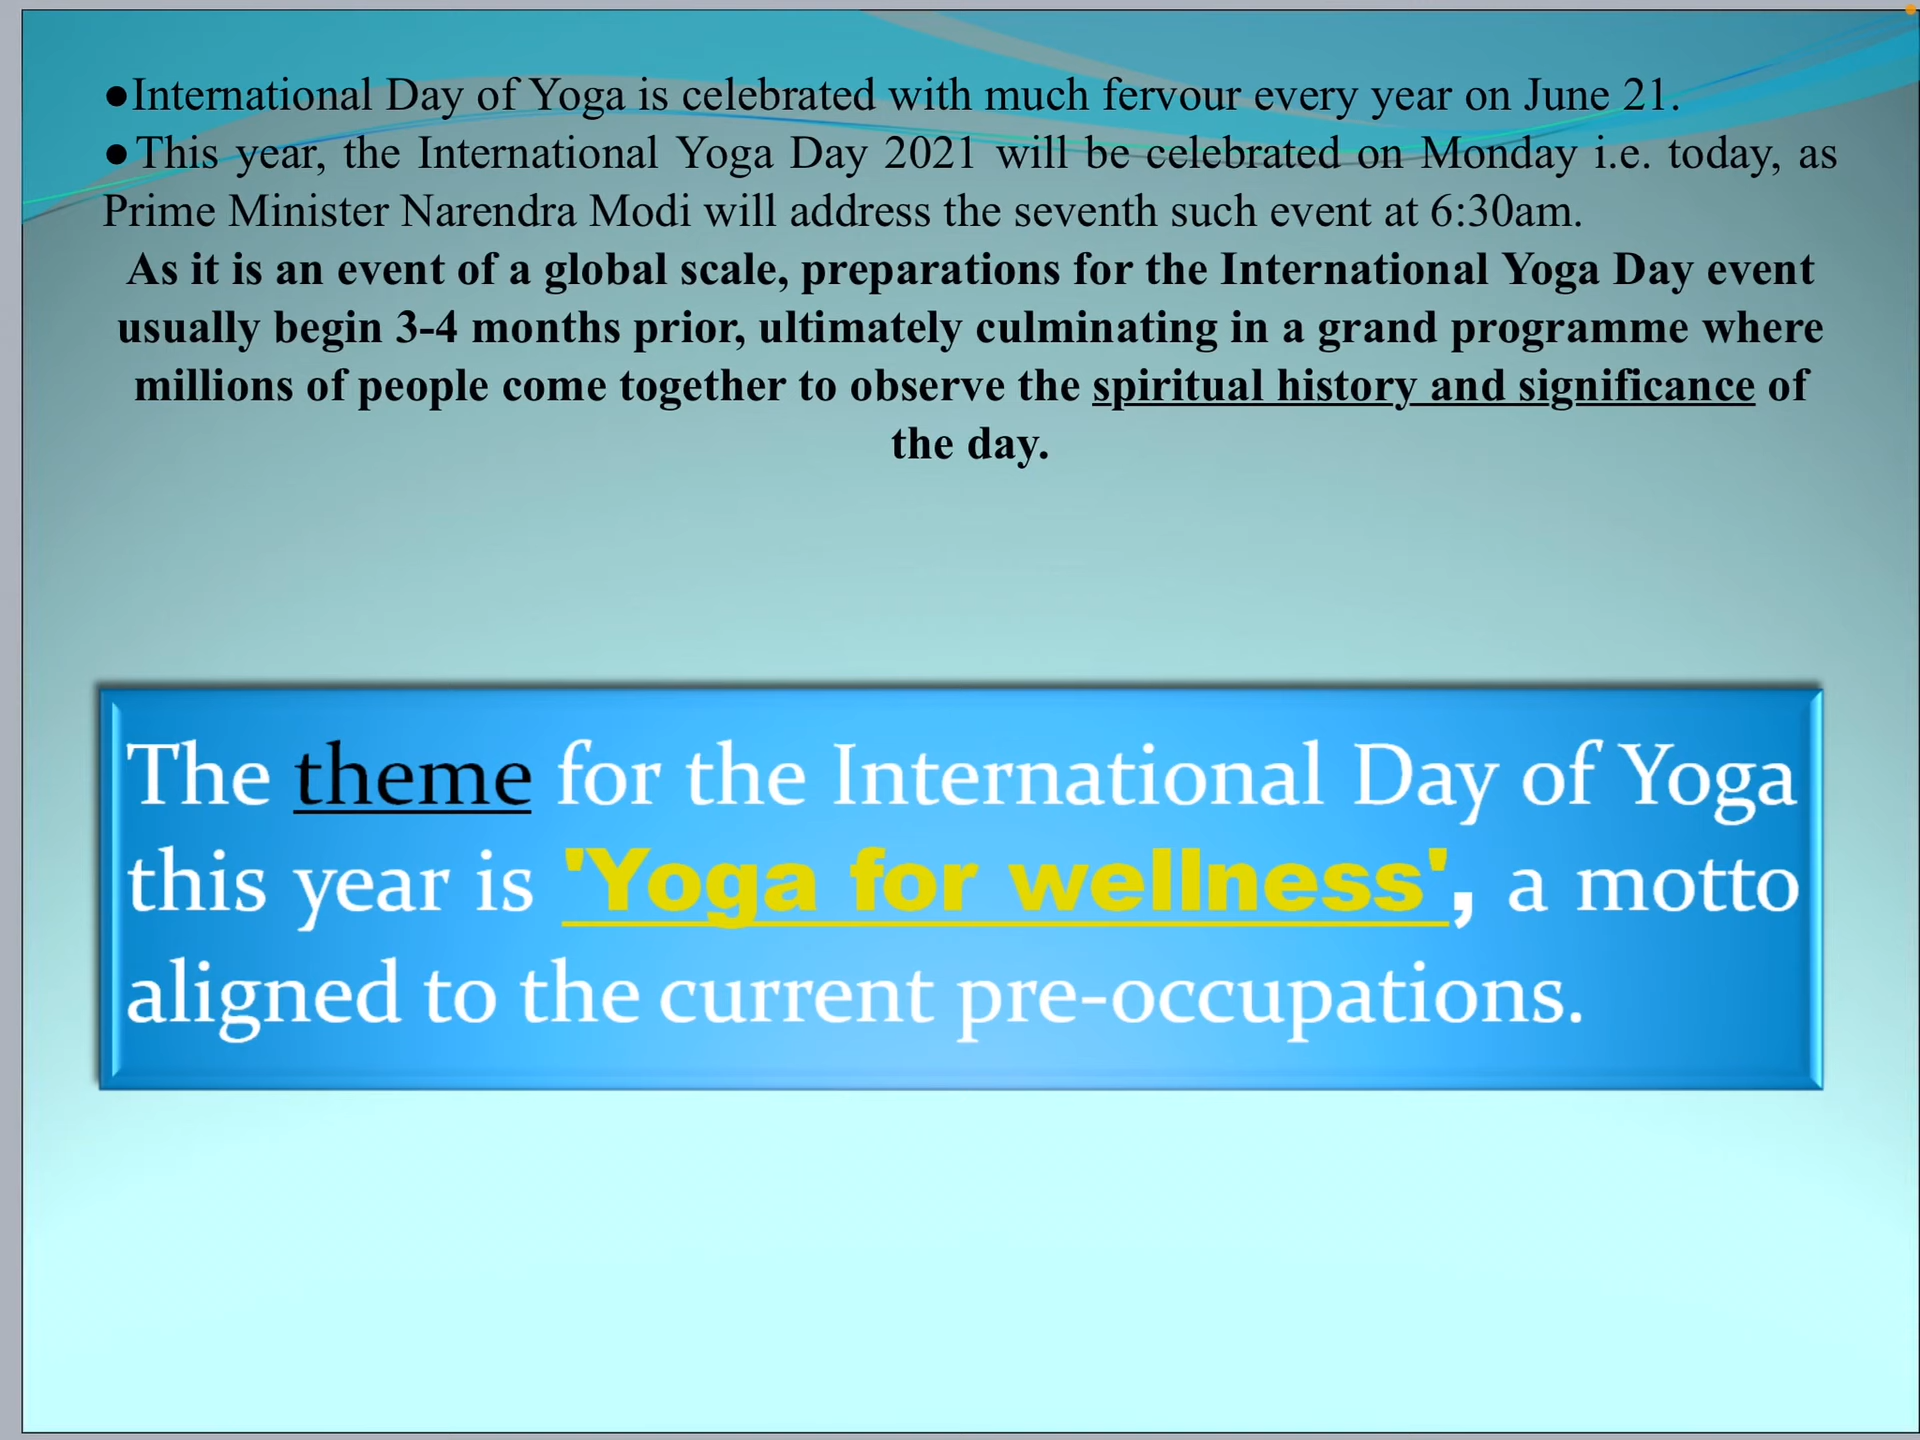 ●International Day of Yoga is celebrated with much fervour every year on June 21.
●This year, the International Yoga Day 2021 will be celebrated on Monday i.e. today, as
Prime Minister Narendra Modi will address the seventh such event at 6:30am.
As it is an event of a global scale, preparations for the International Yoga Day event
usually begin 3-4 months prior, ultimately culminating in a grand programme where
millions of people come together to observe the spiritual history and significance of
the day.
The theme for the International Day of Yoga
this year is 'Yoga for wellness', a motto
aligned to the current pre-occupations.